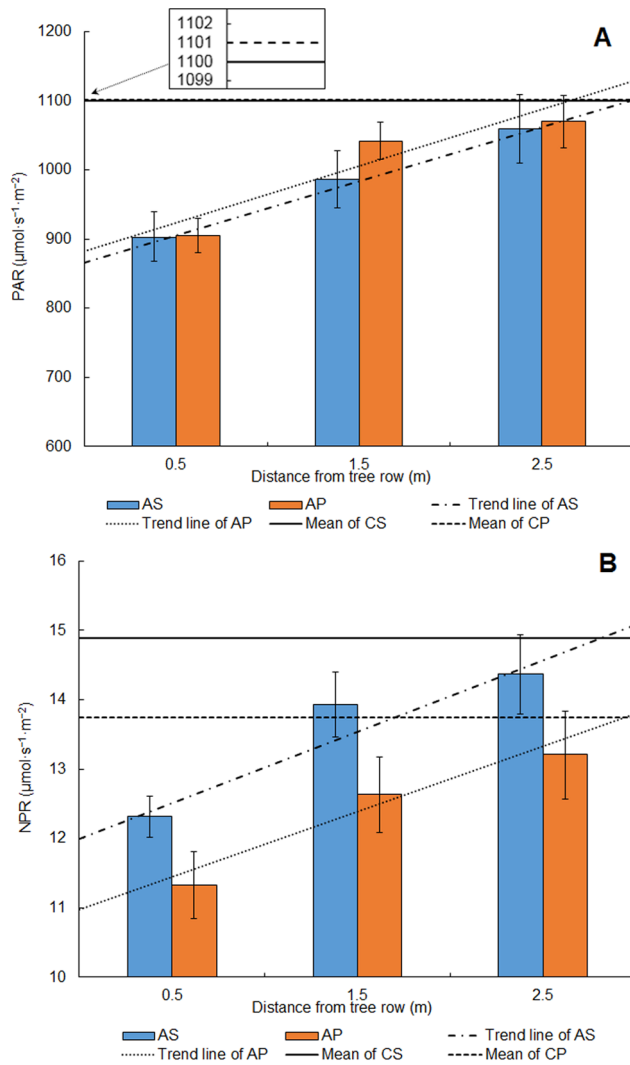 1102
1101
1100
1099
A
1200
1100
1000
900
800
700
600
PAR (μmol·s⁻¹·m⁻²)
0.5 1.5 2.5
Distance from tree row (m)
AS AP Trend line of AS
Trend line of AP Mean of CS Mean of CP
B
16
15
14
13
12
11
10
NPR (μmol·s⁻¹·m⁻²)
0.5 1.5 2.5
Distance from tree row (m)
AS AP Trend line of AS
Trend line of AP Mean of CS Mean of CP